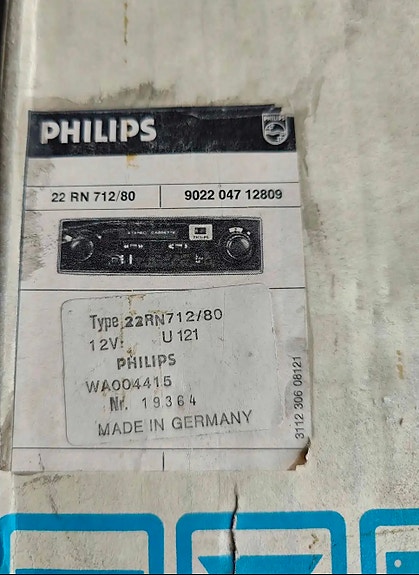 PHILIPS
22 RN 712/80
9022 047 12809
STEREO CASSETTE
Type 22RN712/80
12V: U 121
PHILIPS
WA004415
Nr. 19364
MADE IN GERMANY
3112 306 08121